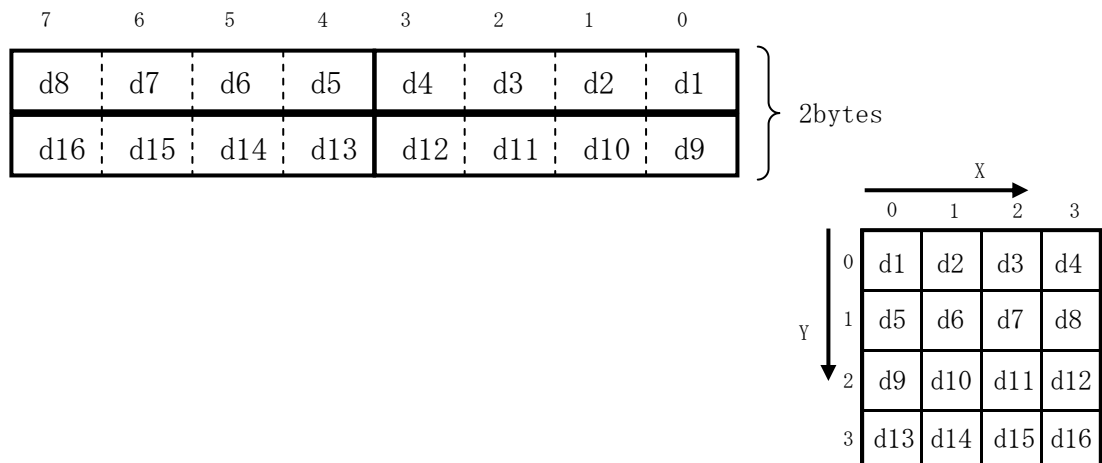 7 6 5 4 3 2 1 0
d8 d7 d6 d5 d4 d3 d2 d1
2bytes
d16 d15 d14 d13 d12 d11 d10 d9
X
0 1 2 3
0 d1 d2 d3 d4
1 d5 d6 d7 d8
Y
2 d9 d10 d11 d12
3 d13 d14 d15 d16